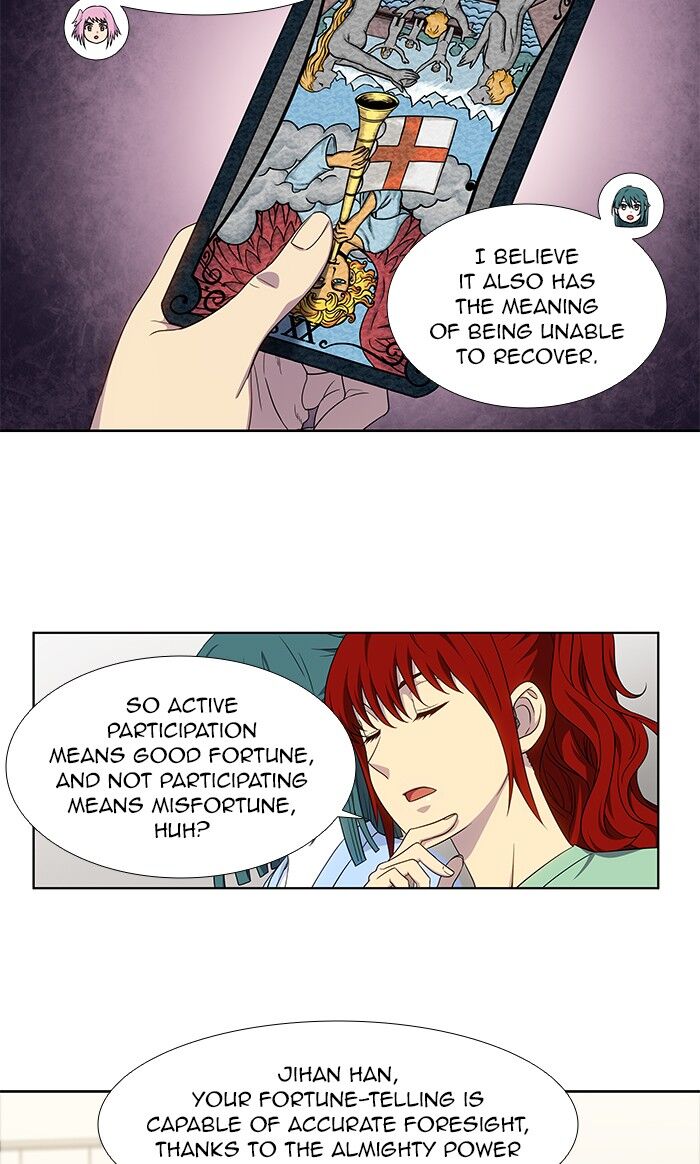 XX
I BELIEVE
IT ALSO HAS
THE MEANING
OF BEING UNABLE
TO RECOVER.
SO ACTIVE
PARTICIPATION
MEANS GOOD FORTUNE,
AND NOT PARTICIPATING
MEANS MISFORTUNE,
HUH?
JIHAN HAN,
YOUR FORTUNE-TELLING IS
CAPABLE OF ACCURATE FORESIGHT,
THANKS TO THE ALMIGHTY POWER